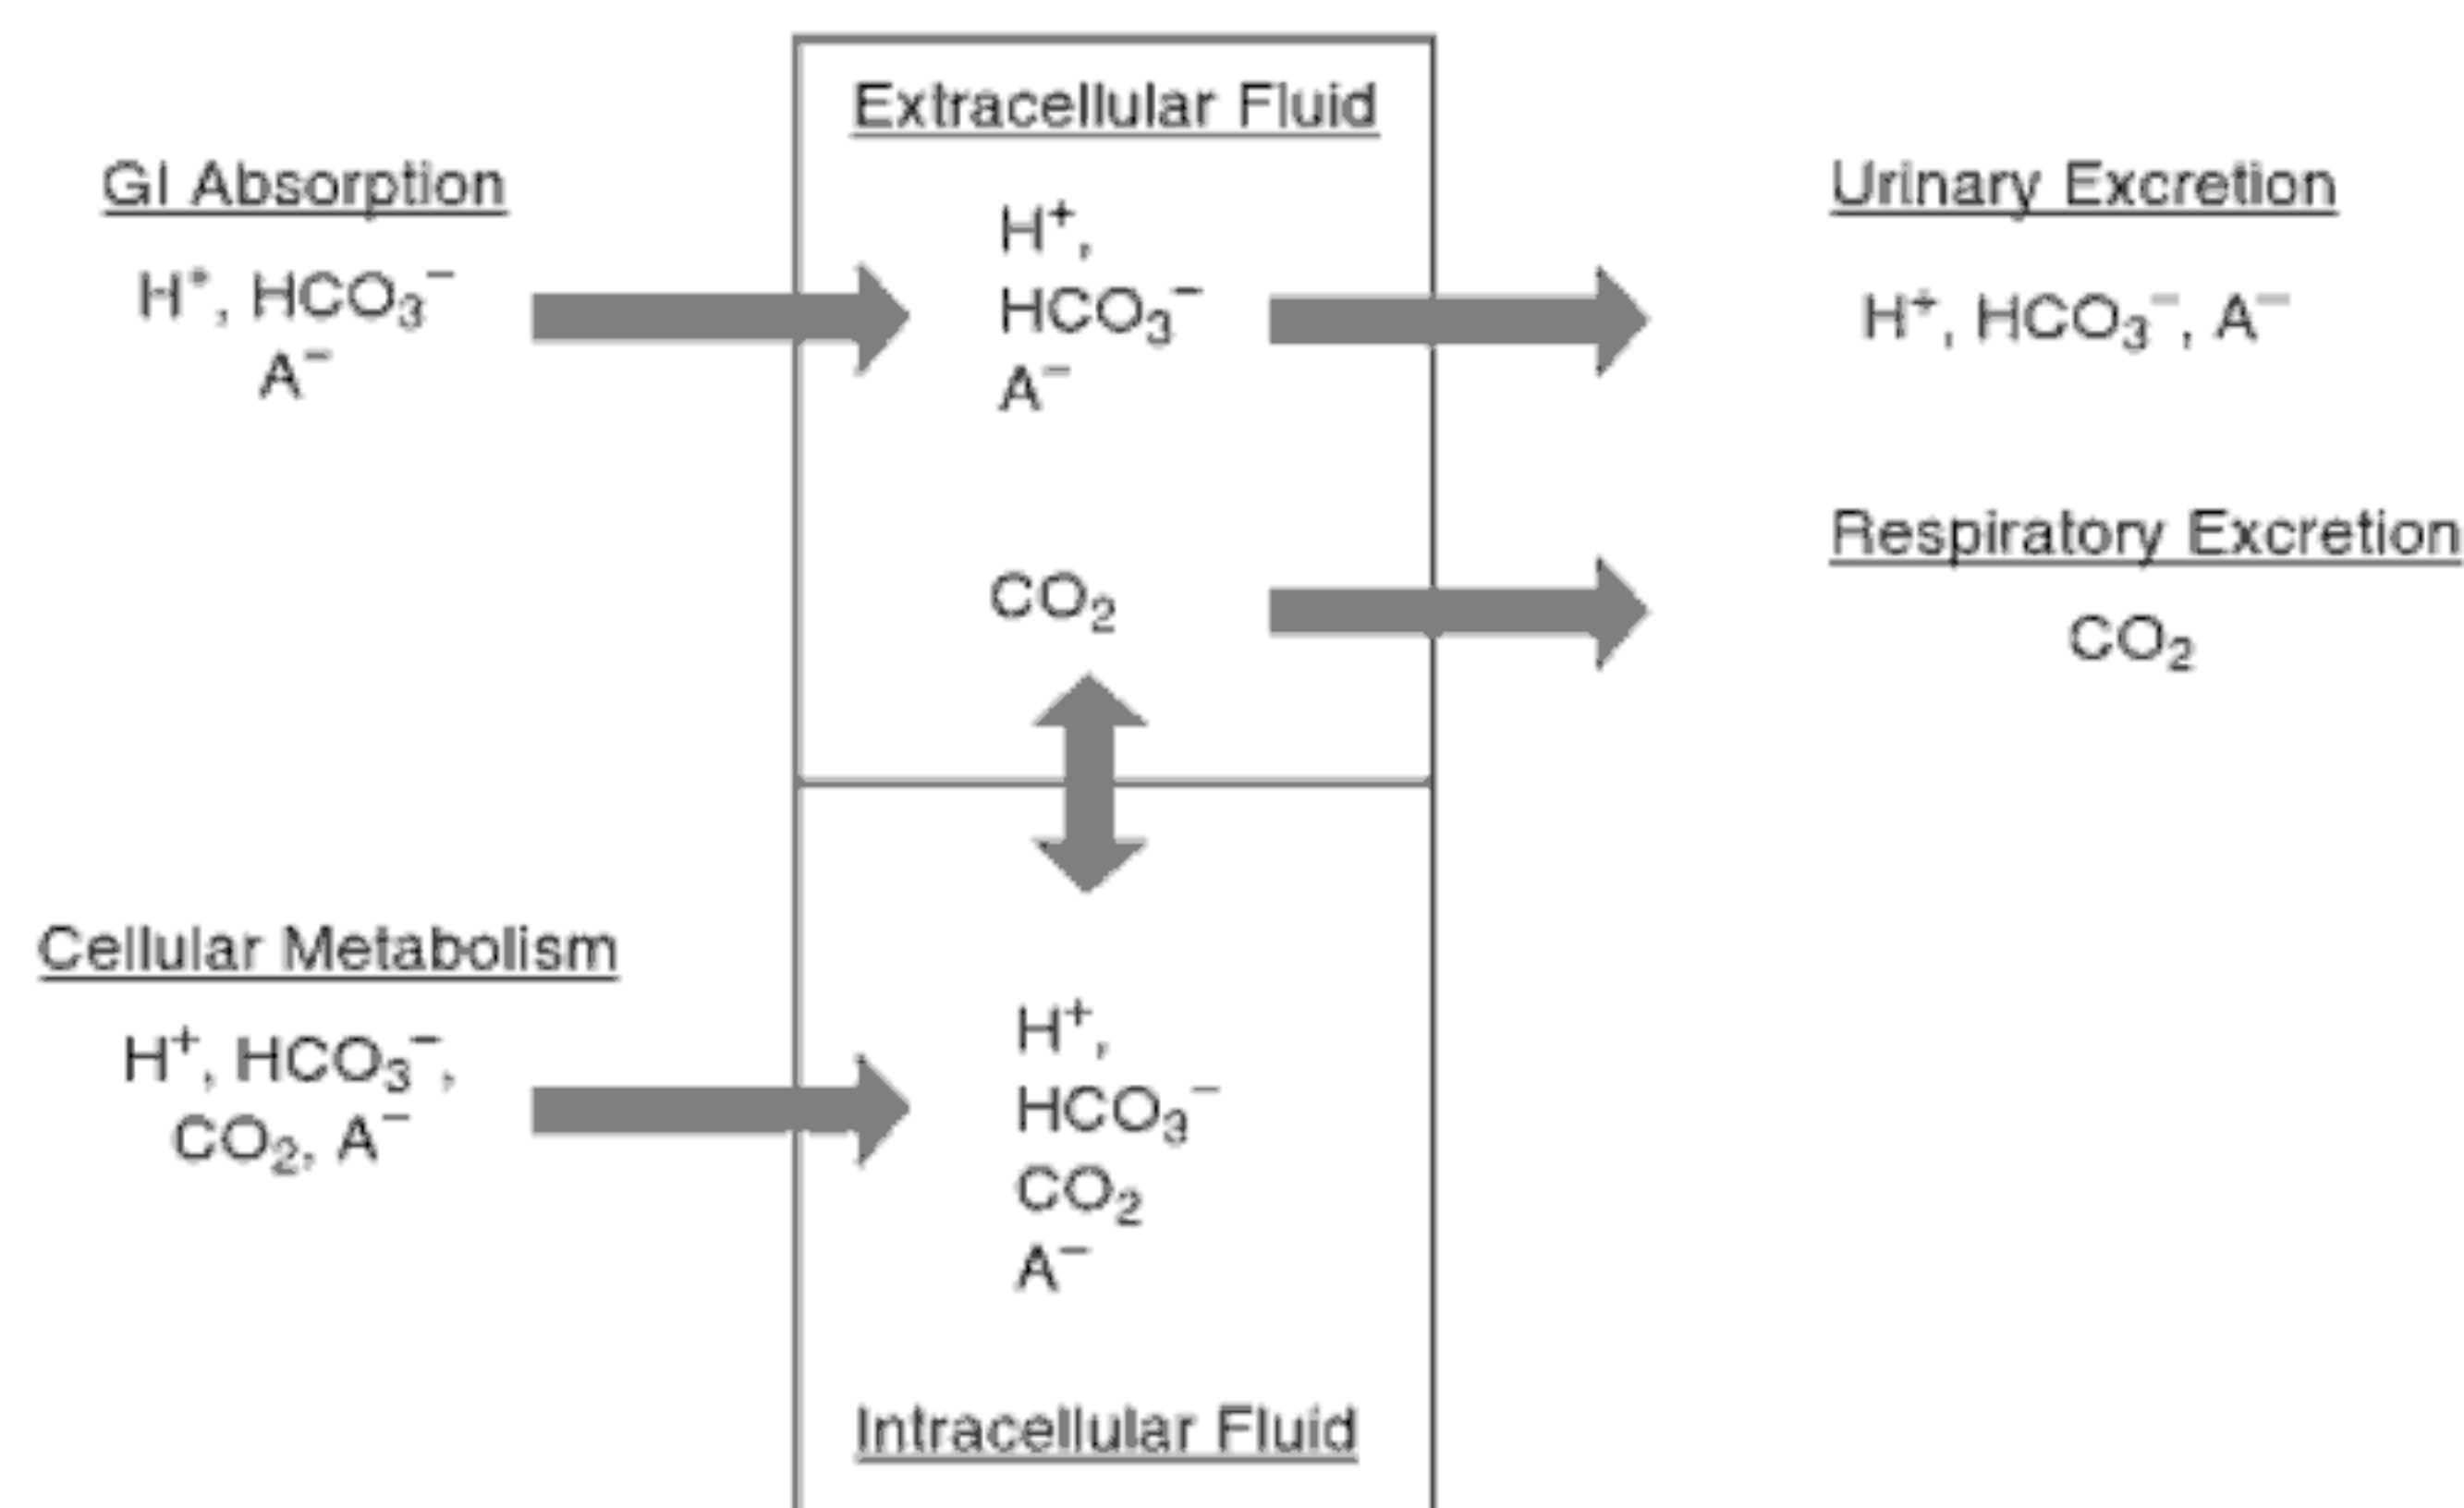 Extracellular Fluid
GI Absorption
H⁺, HCO₃⁻
A⁻
H⁺,
HCO₃⁻
A⁻
CO₂
Urinary Excretion
H⁺, HCO₃⁻, A⁻
Respiratory Excretion
CO₂
Cellular Metabolism
H⁺, HCO₃⁻,
CO₂, A⁻
H⁺,
HCO₃⁻
CO₂
A⁻
Intracellular Fluid